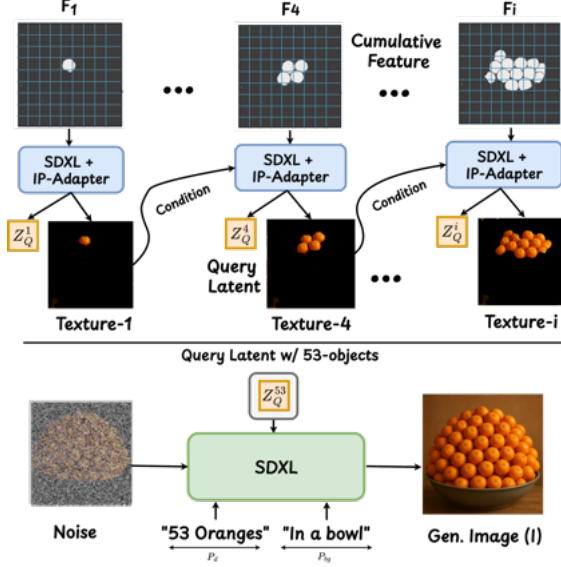 F1
F4
Fi
Cumulative
Feature
•••
•••
SDXL +
IP-Adapter
SDXL +
IP-Adapter
SDXL +
IP-Adapter
Condition
Condition
Z_Q^1
Z_Q^4
Z_Q^i
Query
Latent
•••
Texture-1
Texture-4
Texture-i
Query Latent w/ 53-objects
Z_Q^53
SDXL
Noise
"53 Oranges"
"In a bowl"
Gen. Image (I)
P_d
P_bg